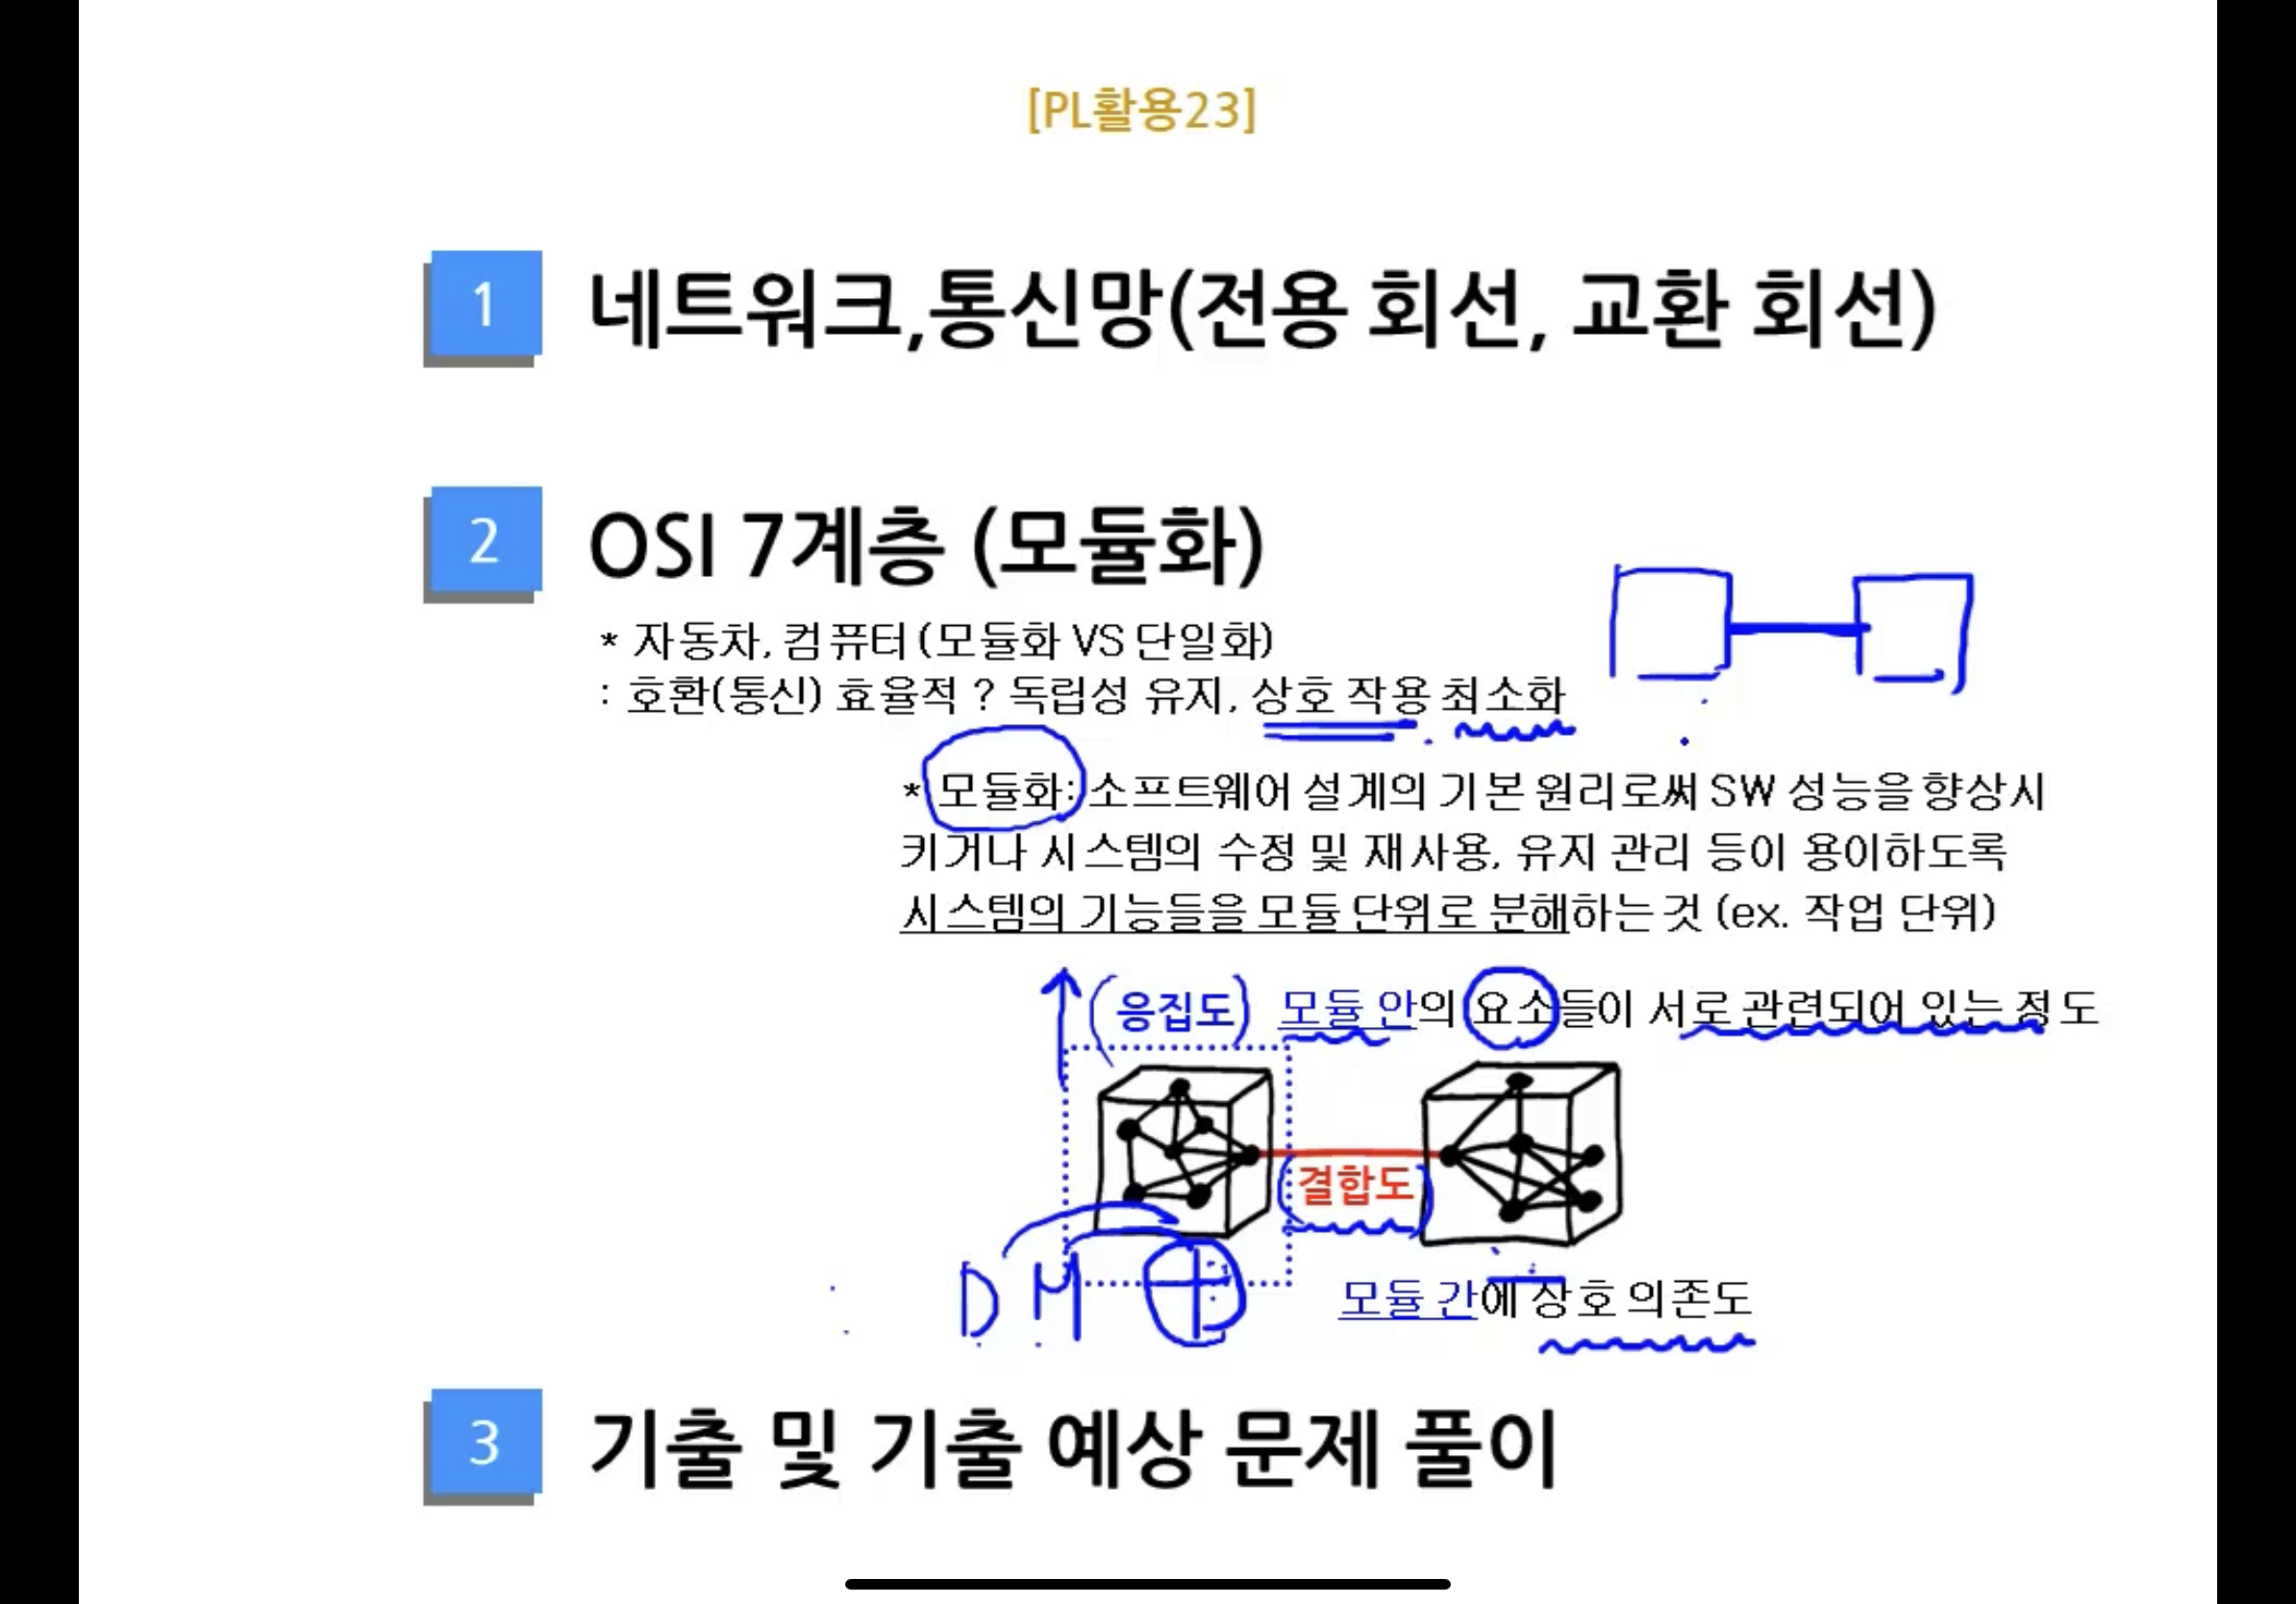 [PL활용23]
1 네트워크,통신망(전용 회선, 교환 회선)
2 OSI 7계층 (모듈화)
* 자동차, 컴퓨터 (모듈화 VS 단일화)
: 호환(통신) 효율적 ? 독립성 유지, 상호 작용 최소화
* 모듈화: 소프트웨어 설계의 기본 원리로써 SW 성능을 향상시
키거나 시스템의 수정 및 재사용, 유지 관리 등이 용이하도록
시스템의 기능들을 모듈 단위로 분해하는 것 (ex. 작업 단위)
(응집도) 모듈 안의 요소들이 서로 관련되어 있는 정도
결합도
D M
모듈 간에 상호 의존도
3 기출 및 기출 예상 문제 풀이